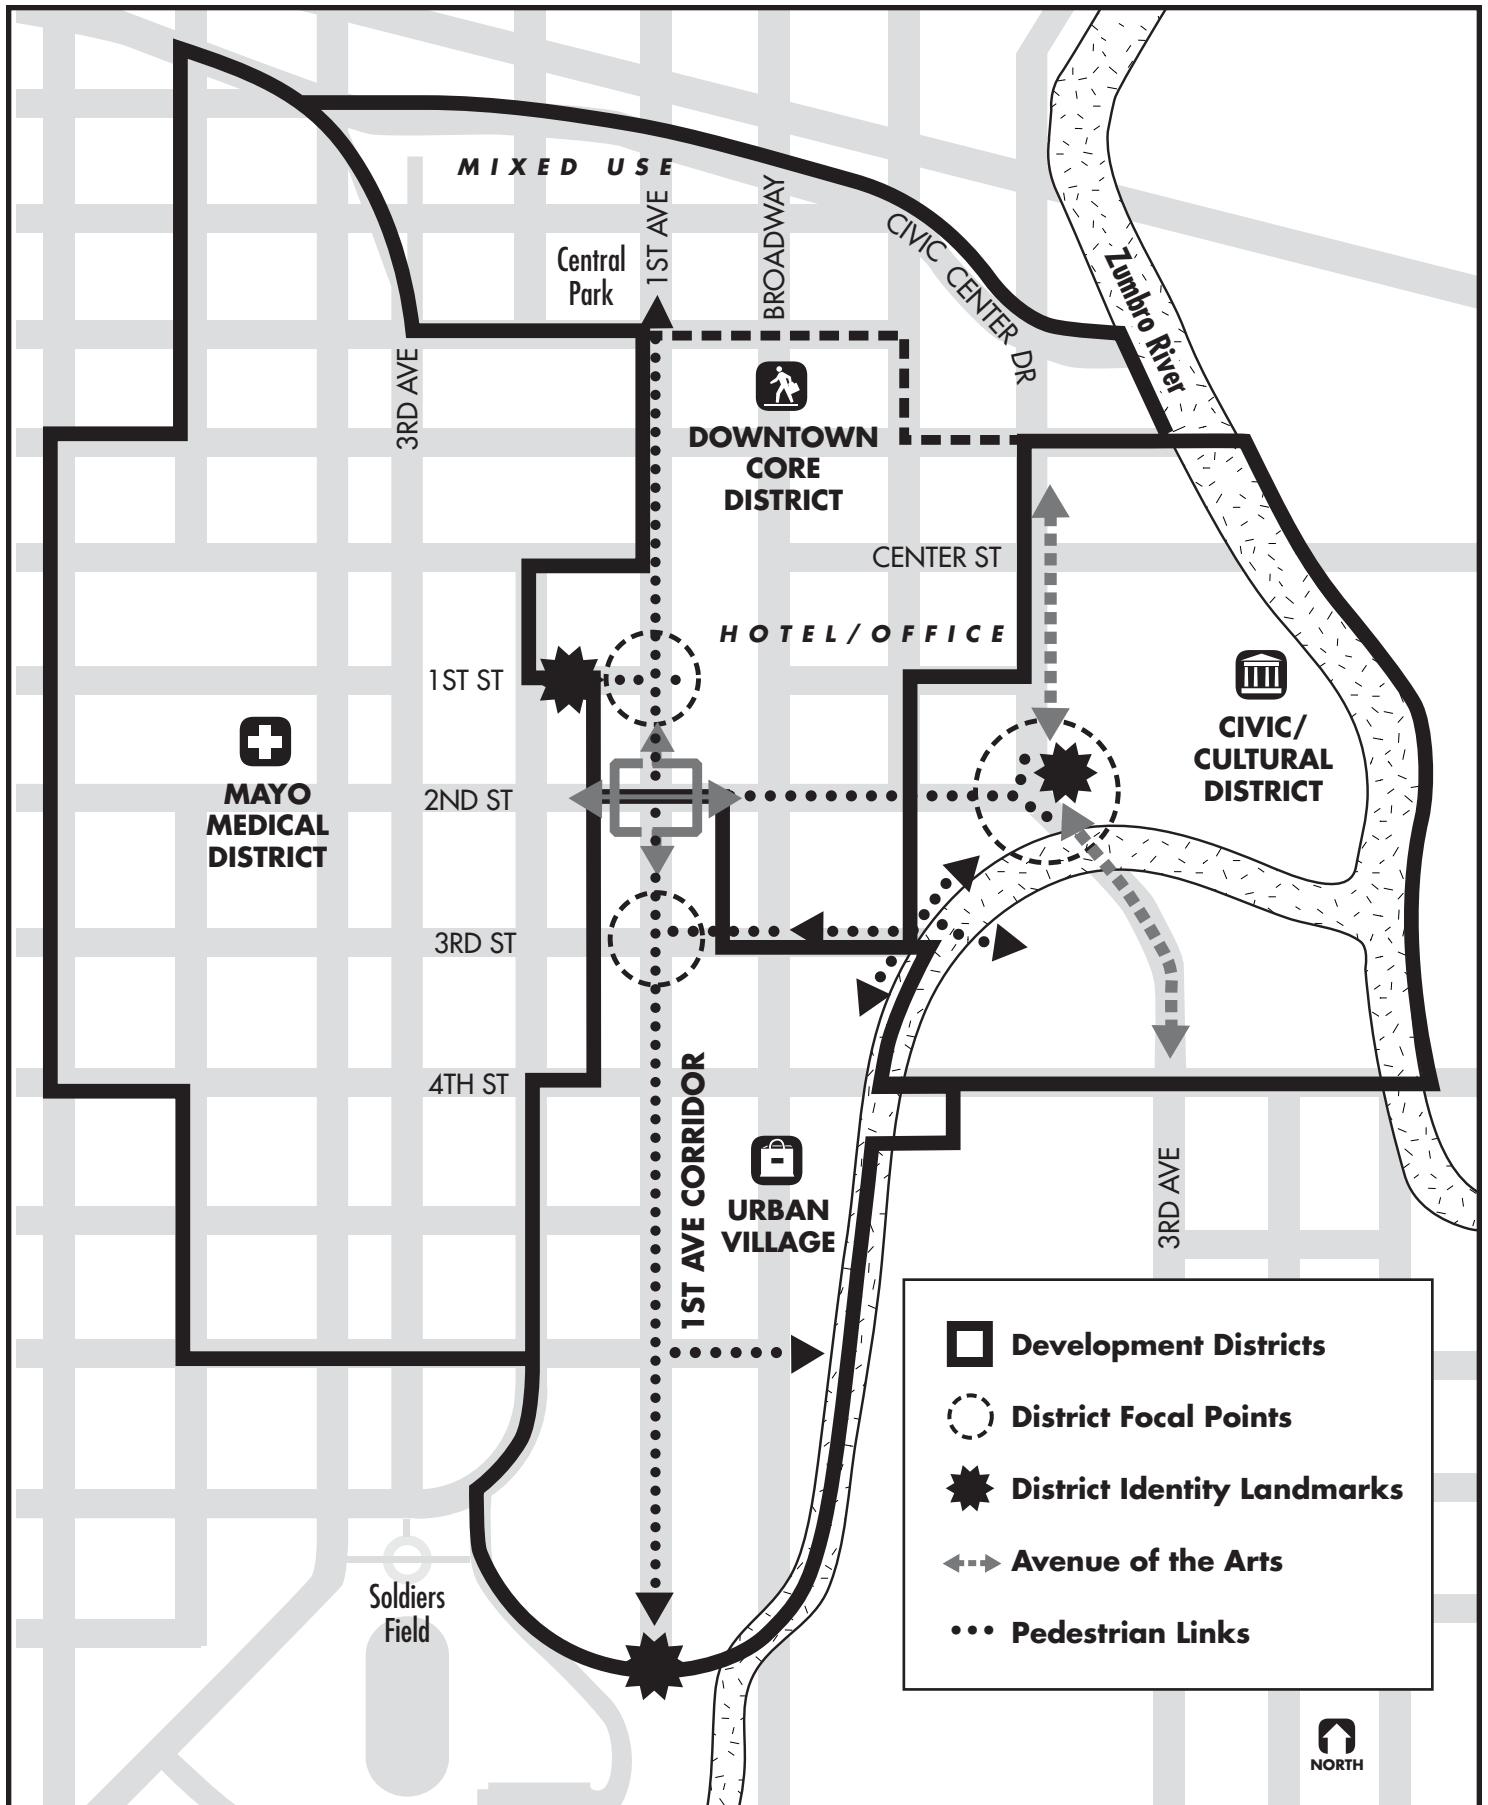 MIXED USE
1ST AVE
BROADWAY
CIVIC CENTER DR
Central
Park
Zumbro River
3RD AVE
DOWNTOWN
CORE
DISTRICT
CENTER ST
HOTEL/OFFICE
1ST ST
CIVIC/
CULTURAL
DISTRICT
MAYO
MEDICAL
DISTRICT
2ND ST
3RD ST
4TH ST
1ST AVE CORRIDOR
URBAN
VILLAGE
3RD AVE
Soldiers
Field
Development Districts
District Focal Points
District Identity Landmarks
Avenue of the Arts
Pedestrian Links
NORTH